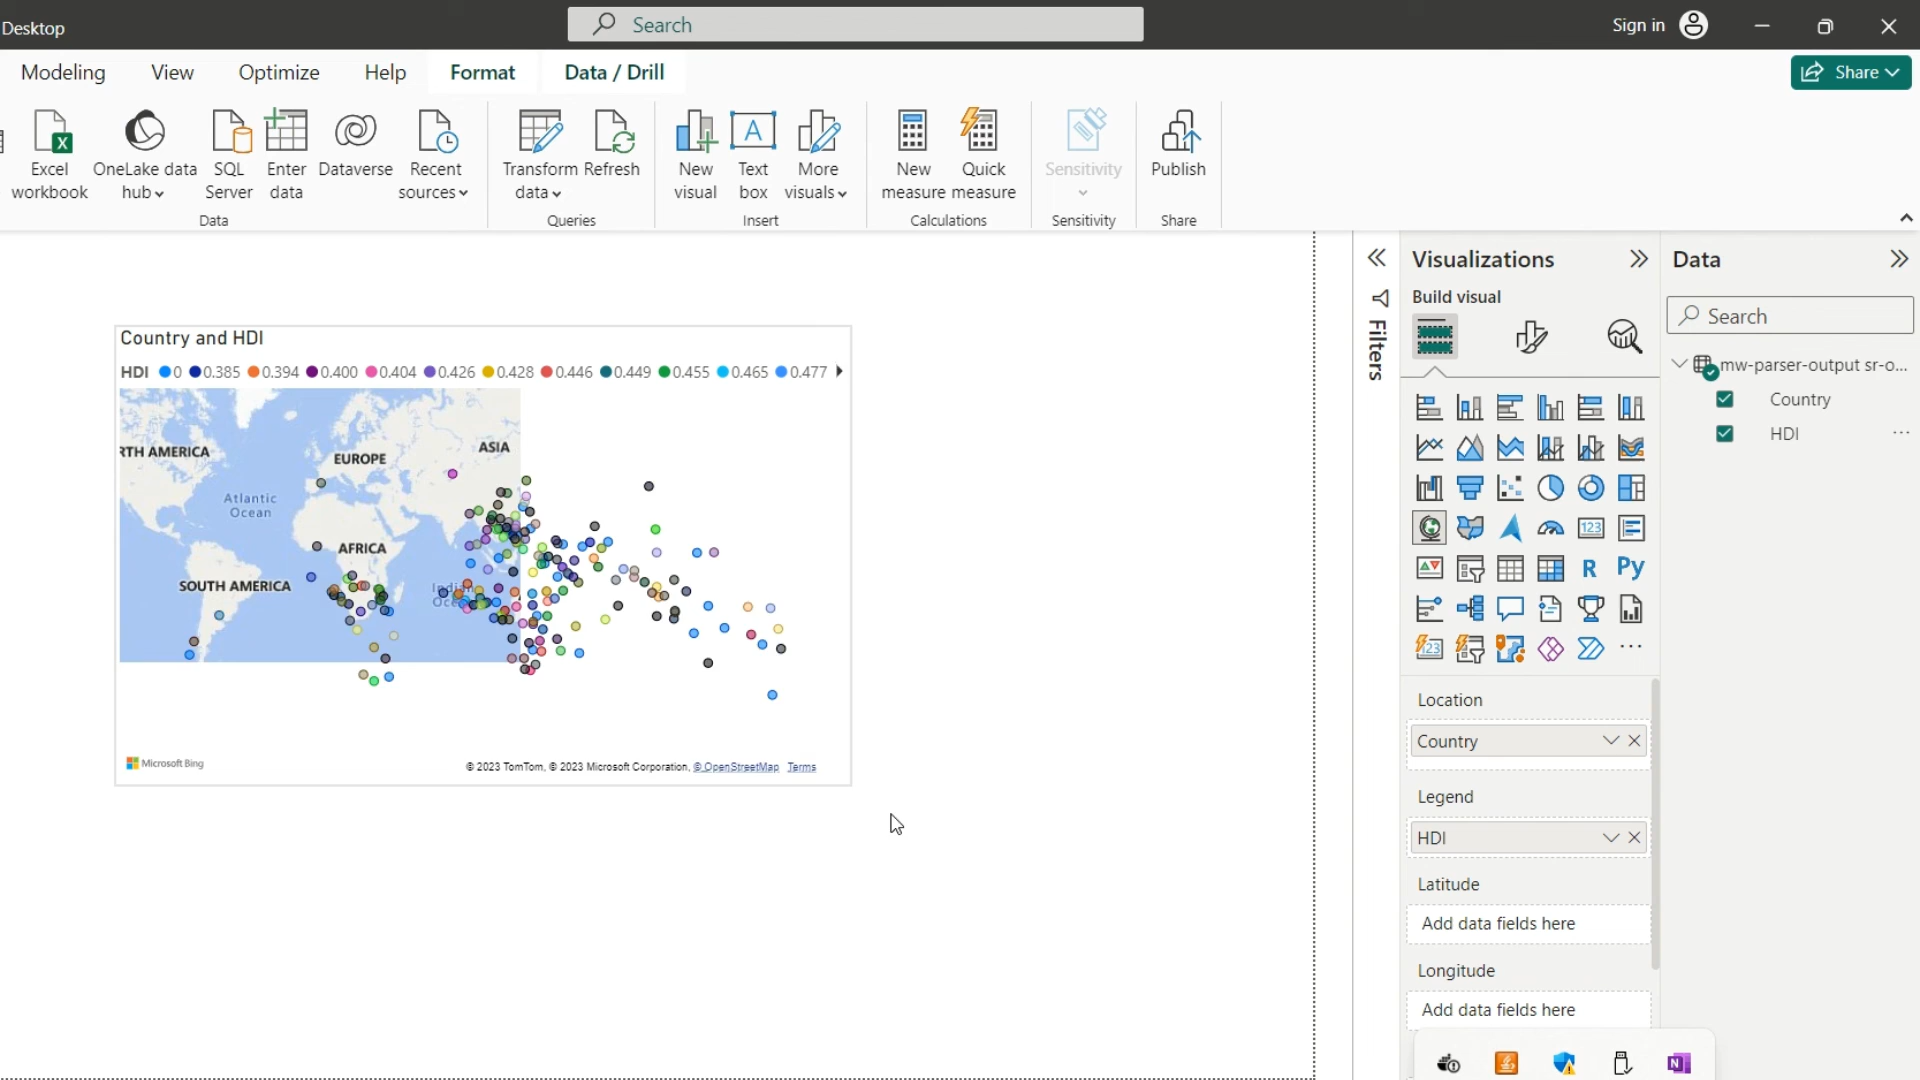 Desktop
Search
Sign in
Modeling View Optimize Help Format Data / Drill
Share
Excel workbook
OneLake data hub
SQL Server
Enter data
Dataverse
Recent sources
Data
Transform data
Refresh
Queries
New visual
Text box
More visuals
Insert
New measure
Quick measure
Calculations
Sensitivity
Sensitivity
Publish
Share
Country and HDI
HDI 0 0.385 0.394 0.400 0.404 0.426 0.428 0.446 0.449 0.455 0.465 0.477
RTH AMERICA
EUROPE
ASIA
Atlantic
Ocean
AFRICA
SOUTH AMERICA
Microsoft Bing
© 2023 TomTom, © 2023 Microsoft Corporation, © OpenStreetMap Terms
Filters
Visualizations
Build visual
123
R
Py
123
Location
Country
Legend
HDI
Latitude
Add data fields here
Longitude
Add data fields here
Data
Search
mw-parser-output sr-o...
Country
HDI